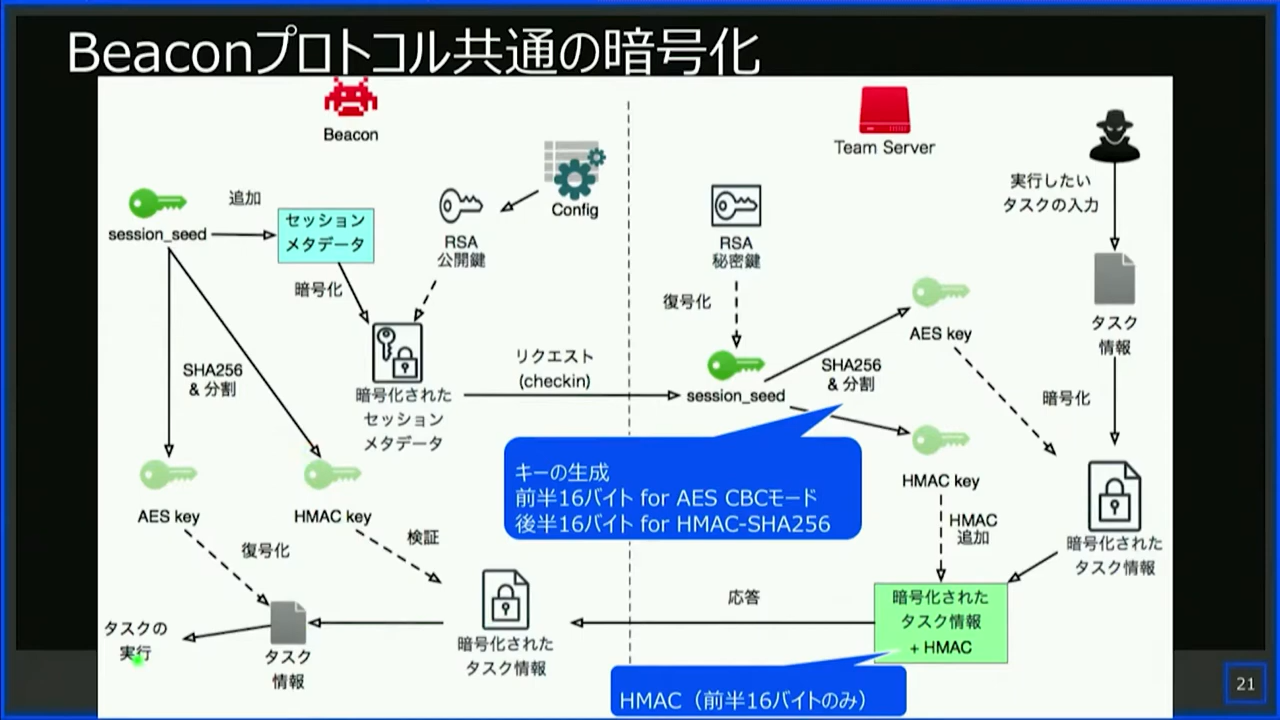 Beaconプロトコル共通の暗号化
Beacon
Team Server
session_seed
追加
セッション
メタデータ
RSA
公開鍵
Config
暗号化
暗号化された
セッション
メタデータ
SHA256
& 分割
リクエスト
(checkin)
RSA
秘密鍵
復号化
session_seed
SHA256
& 分割
AES key
実行したい
タスクの入力
タスク
情報
暗号化
キーの生成
前半16バイト for AES CBCモード
後半16バイト for HMAC-SHA256
HMAC key
HMAC
追加
暗号化された
タスク情報
AES key
HMAC key
復号化
検証
応答
暗号化された
タスク情報
+ HMAC
暗号化された
タスク情報
タスク
情報
タスクの
実行
HMAC（前半16バイトのみ）
21